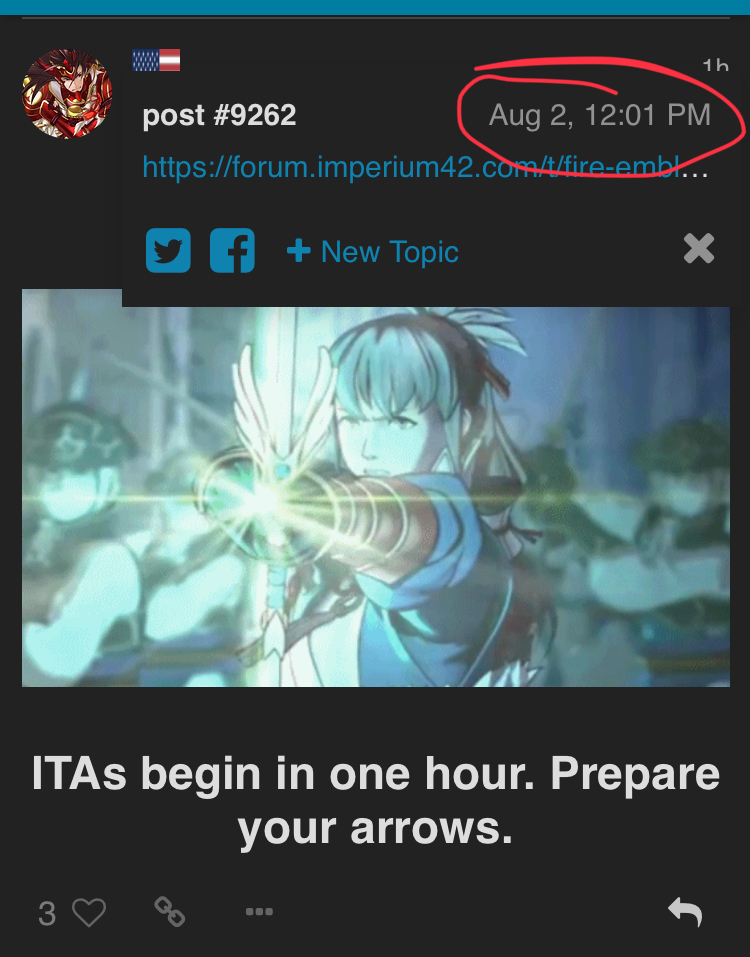 1h
post #9262
Aug 2, 12:01 PM
https://forum.imperium42.com/t/fire-embl...
+ New Topic
ITAs begin in one hour. Prepare
your arrows.
3